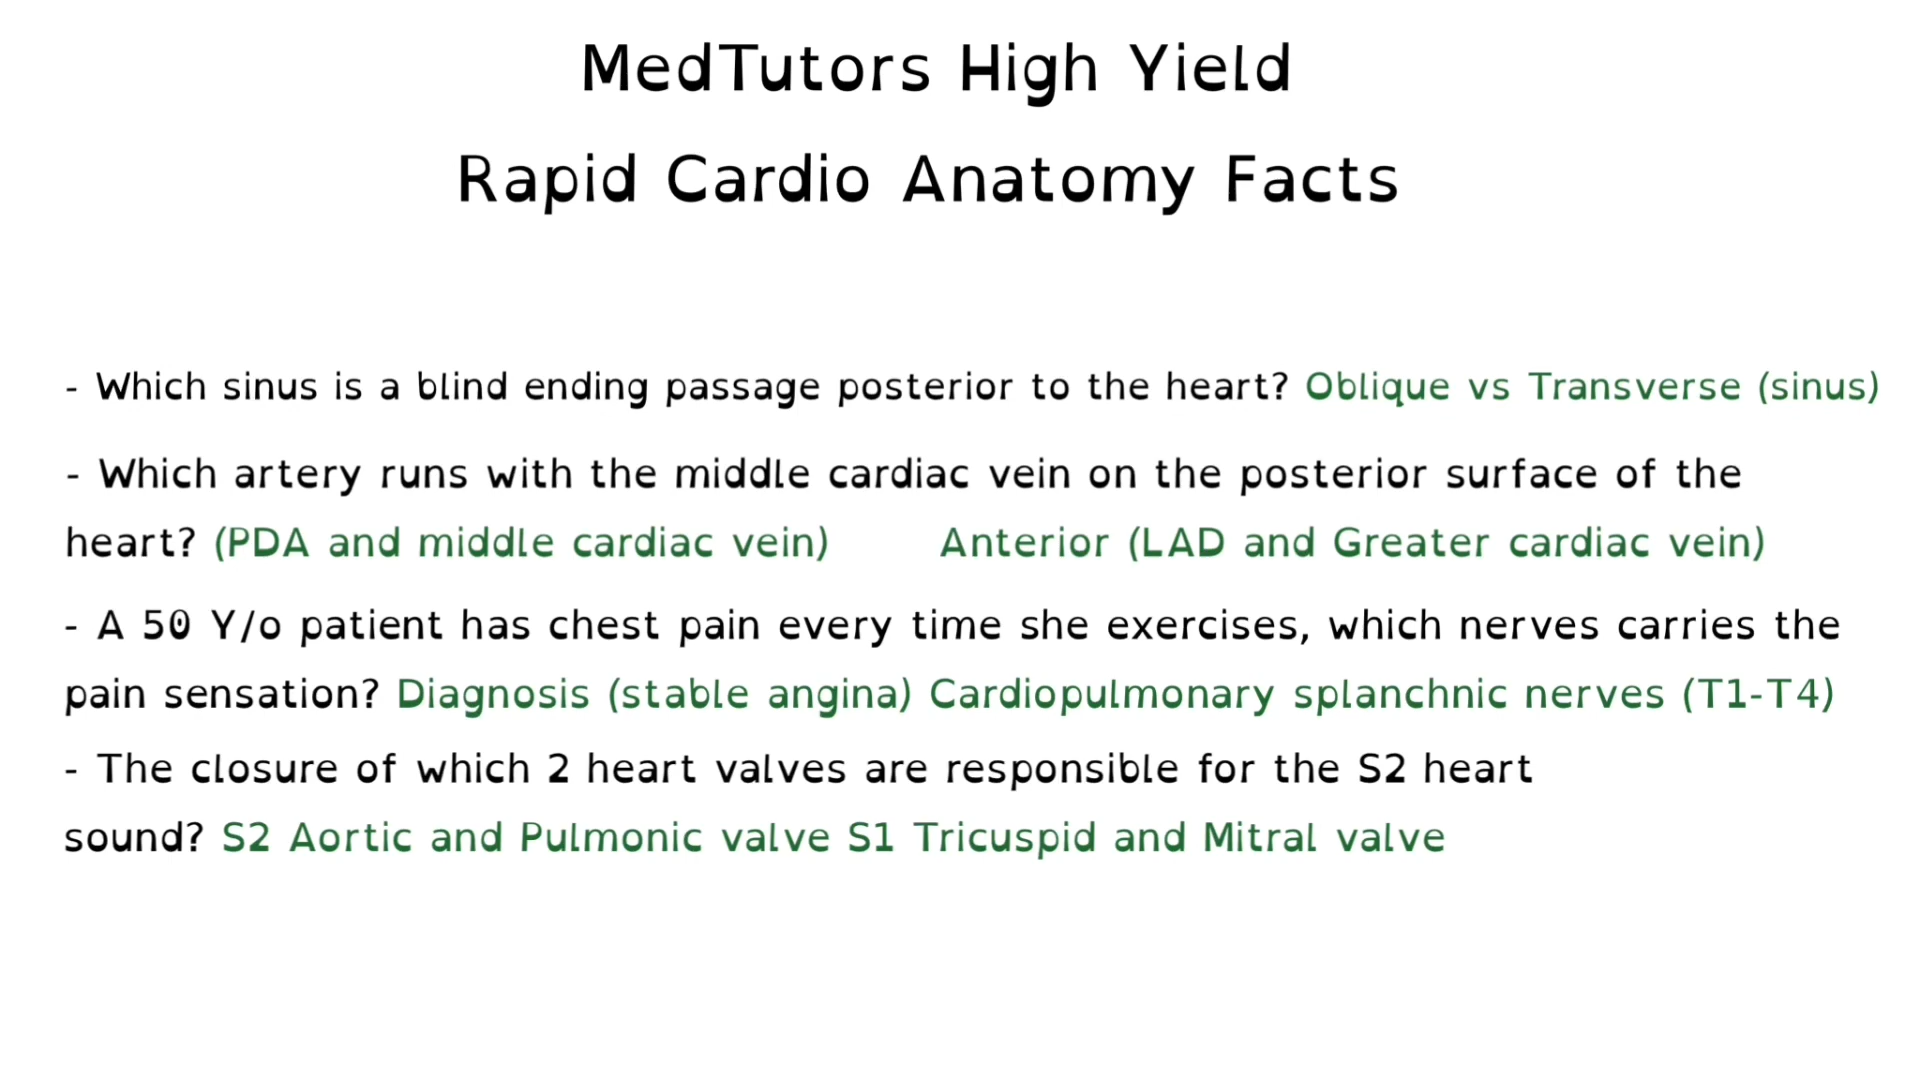 MedTutors High Yield
Rapid Cardio Anatomy Facts
- Which sinus is a blind ending passage posterior to the heart? Oblique vs Transverse (sinus)
- Which artery runs with the middle cardiac vein on the posterior surface of the
heart? (PDA and middle cardiac vein) Anterior (LAD and Greater cardiac vein)
- A 50 Y/o patient has chest pain every time she exercises, which nerves carries the
pain sensation? Diagnosis (stable angina) Cardiopulmonary splanchnic nerves (T1-T4)
- The closure of which 2 heart valves are responsible for the S2 heart
sound? S2 Aortic and Pulmonic valve S1 Tricuspid and Mitral valve